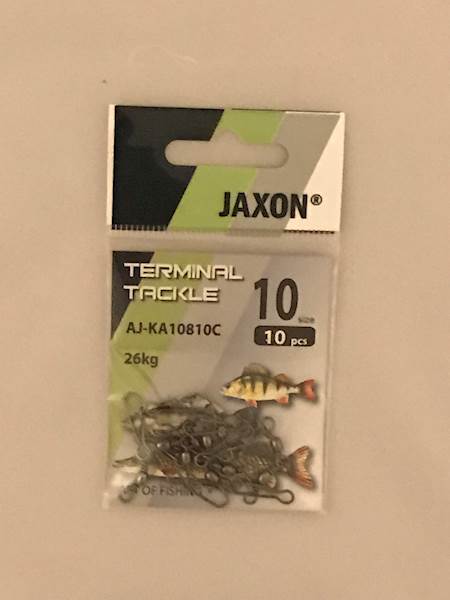 JAXON®
TERMINAL
TACKLE
10
size
AJ-KA10810C
10 pcs
26kg
OF FISHING